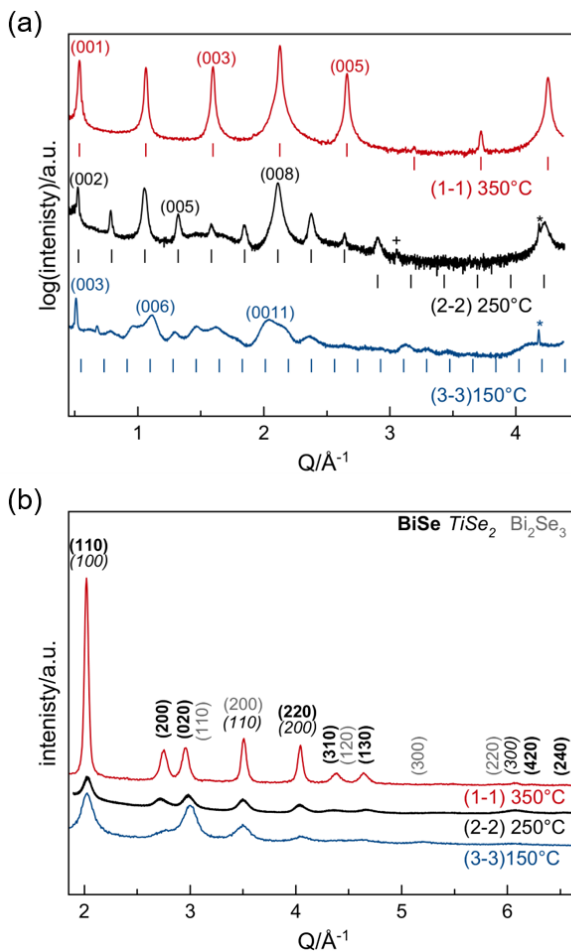 (a)
(001)
(003)
(005)
(1-1) 350°C
(002)
(005)
(008)
+
*
(2-2) 250°C
(003)
(006)
(0011)
*
(3-3)150°C
log(intenisty)/a.u.
1 2 3 4
Q/Å-1
(b)
BiSe TiSe2 Bi2Se3
(110)
(100)
(200)
(020)
(110)
(200)
(110)
(220)
(200)
(310)
(120)
(130)
(300)
(220)
(300)
(420)
(240)
(1-1) 350°C
(2-2) 250°C
(3-3)150°C
intenisty/a.u.
2 3 4 5 6
Q/Å-1